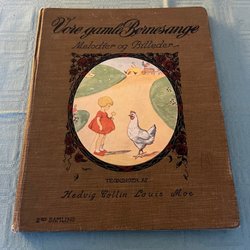 Vore gamle Børnesange
Melodier og Billeder
TEGNINGER AF
Hedvig Collin Louis Moe
2DEN SAMLING